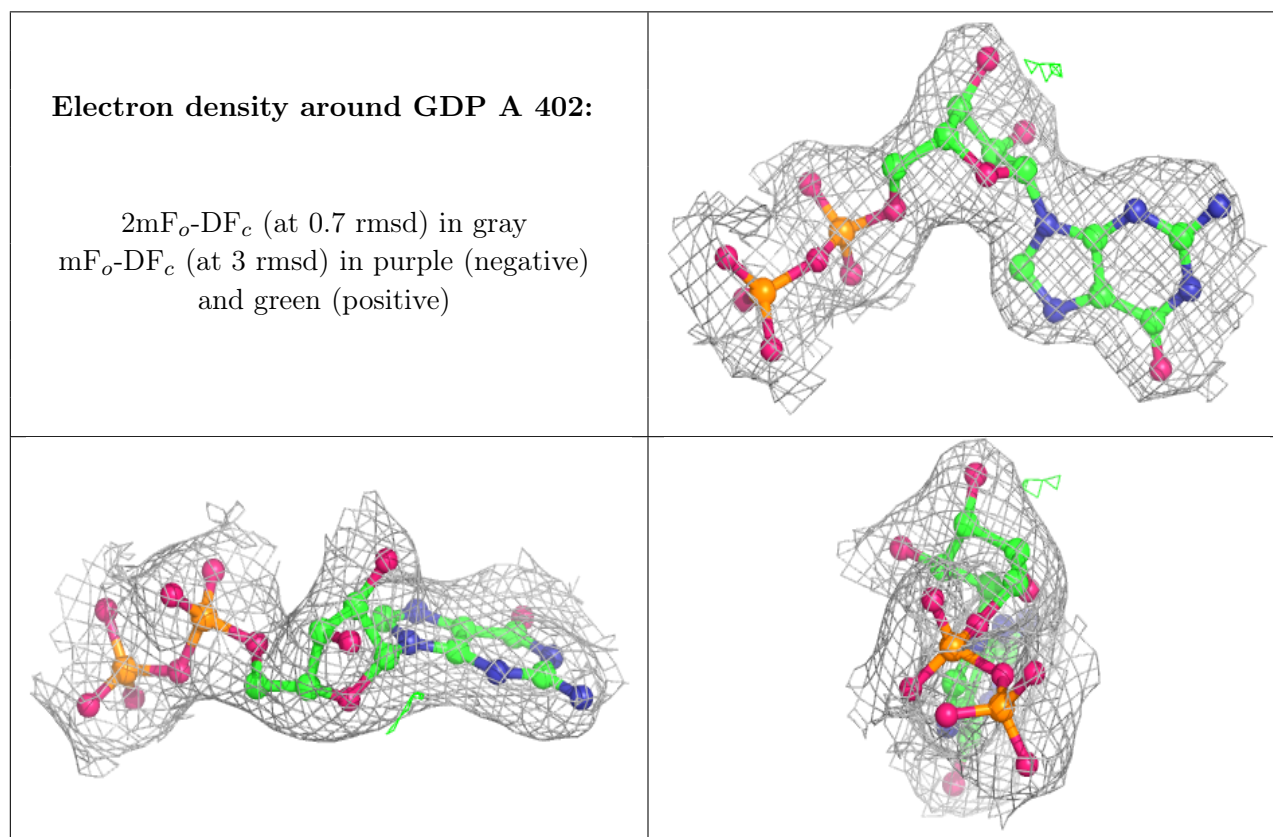 Electron density around GDP A 402:
2mFo-DFc (at 0.7 rmsd) in gray
mFo-DFc (at 3 rmsd) in purple (negative)
and green (positive)